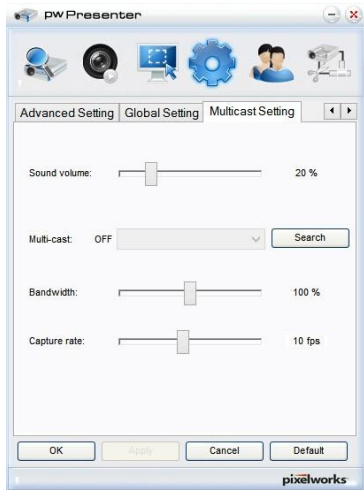 pwPresenter
Advanced Setting Global Setting Multicast Setting
Sound volume: 20 %
Multi-cast: OFF Search
Bandwidth: 100 %
Capture rate: 10 fps
OK Apply Cancel Default
pixelworks